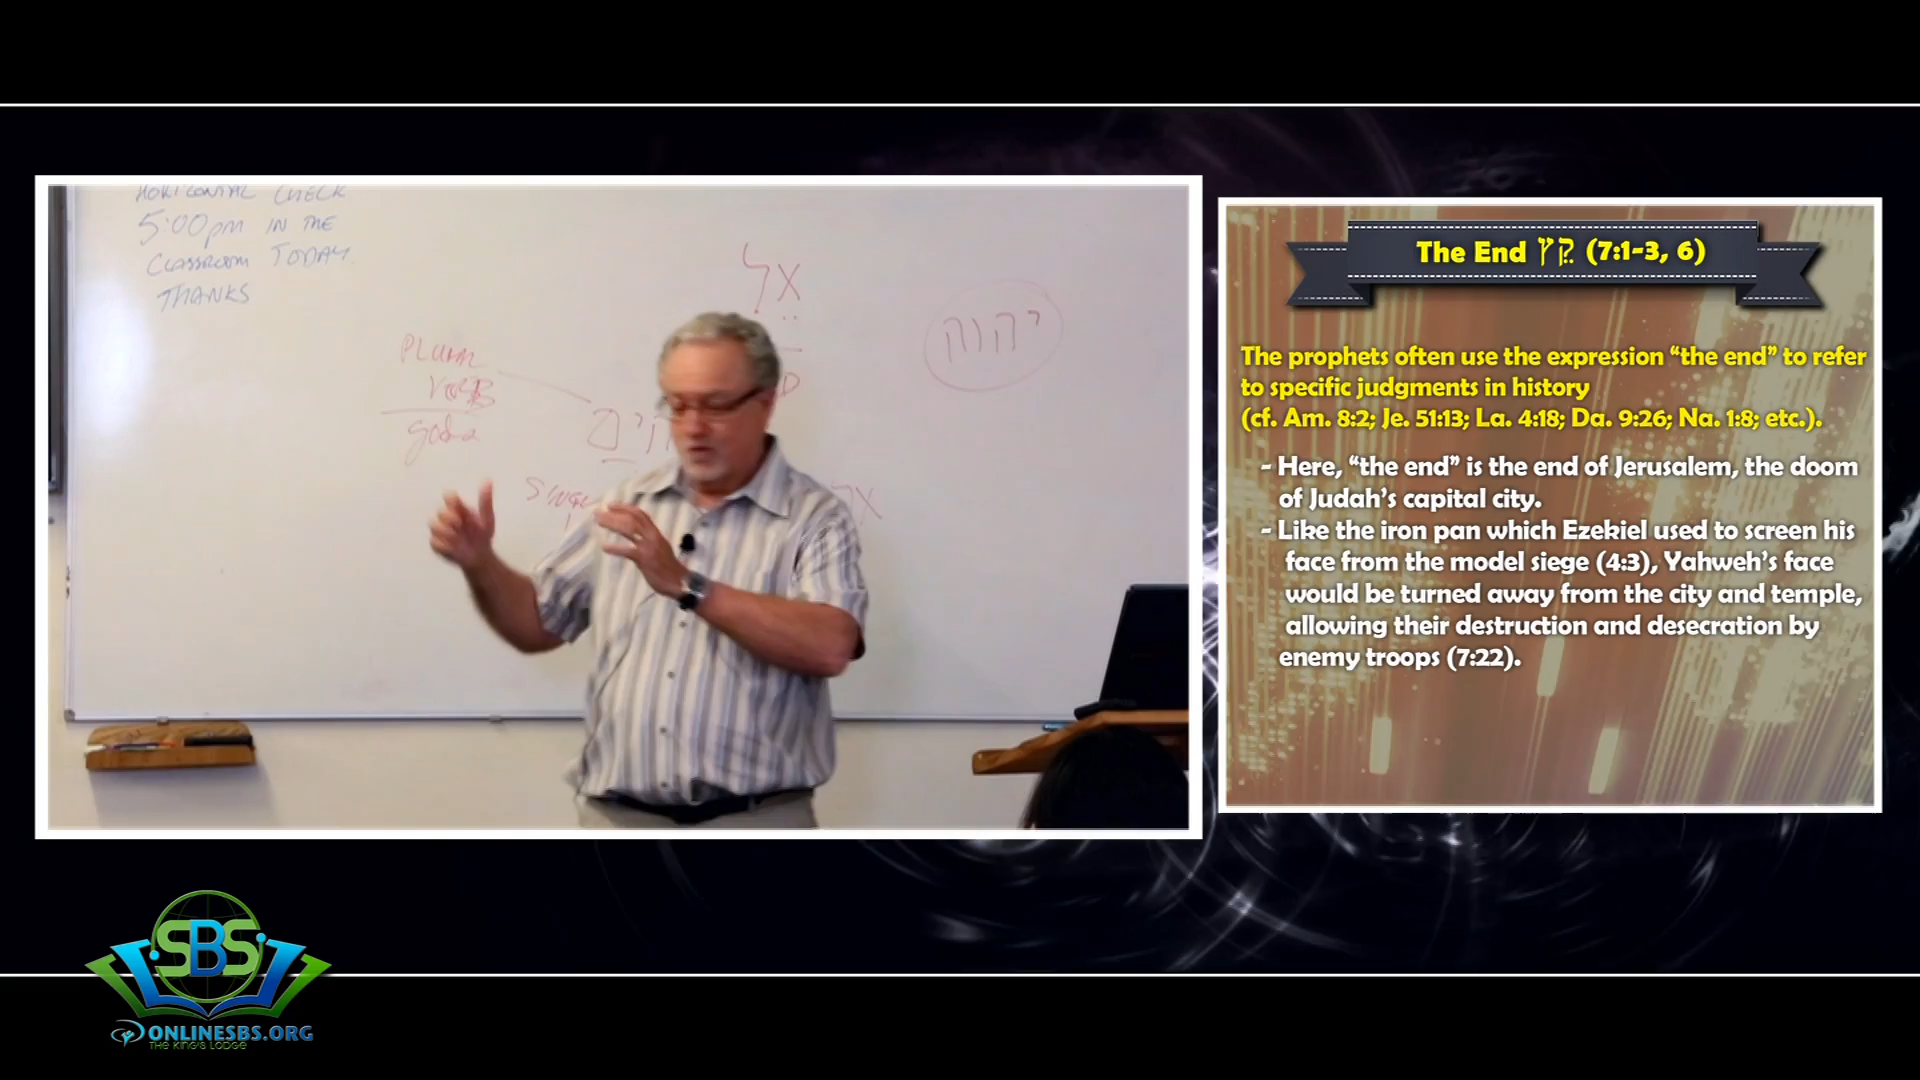 HORIZONTAL CHECK
5:00pm IN THE
CLASSROOM TODAY.
THANKS
אל
יהוה
PLURAL
VERB
gods
The End קֵץ (7:1-3, 6)
The prophets often use the expression “the end” to refer
to specific judgments in history
(cf. Am. 8:2; Je. 51:13; La. 4:18; Da. 9:26; Na. 1:8; etc.).
- Here, “the end” is the end of Jerusalem, the doom
of Judah’s capital city.
- Like the iron pan which Ezekiel used to screen his
face from the model siege (4:3), Yahweh’s face
would be turned away from the city and temple,
allowing their destruction and desecration by
enemy troops (7:22).
SBS
ONLINESBS.ORG
THE KING'S LODGE